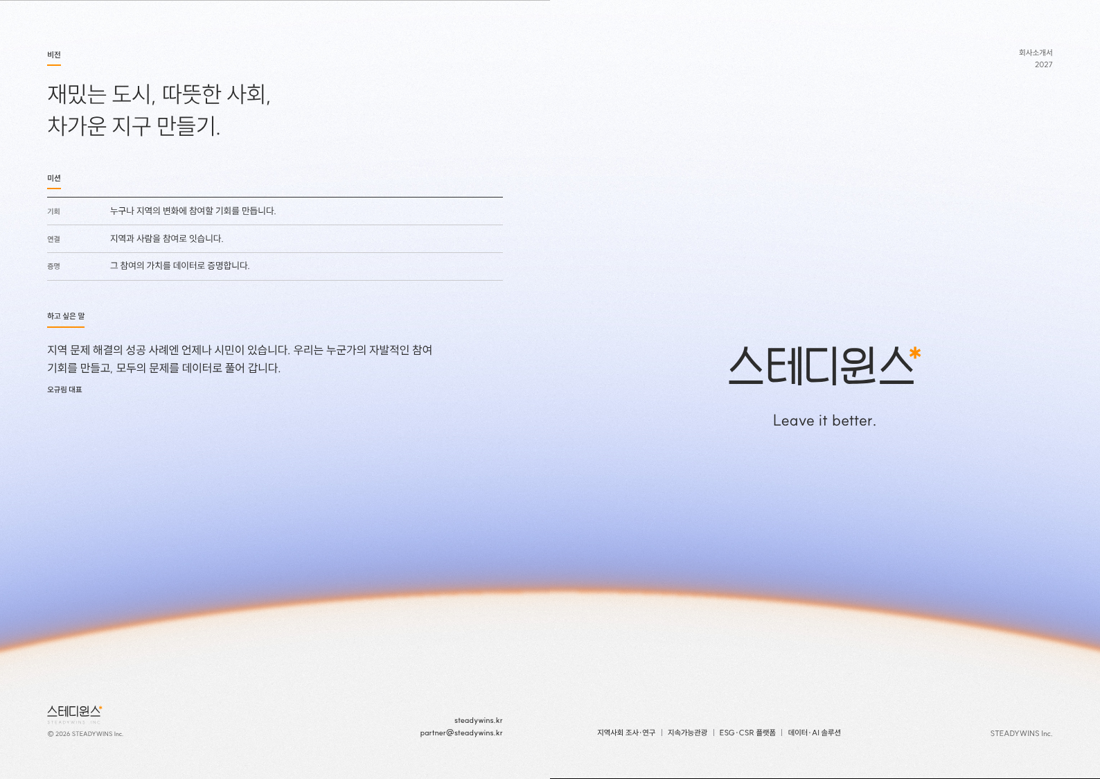 비전
재밌는 도시, 따뜻한 사회,
차가운 지구 만들기.
미션
기회 누구나 지역의 변화에 참여할 기회를 만듭니다.
연결 지역과 사람을 참여로 잇습니다.
증명 그 참여의 가치를 데이터로 증명합니다.
하고 싶은 말
지역 문제 해결의 성공 사례엔 언제나 시민이 있습니다. 우리는 누군가의 자발적인 참여
기회를 만들고, 모두의 문제를 데이터로 풀어 갑니다.
오규림 대표
스테디윈스*
STEADYWINS .INC
© 2026 STEADYWINS Inc.
steadywins.kr
partner@steadywins.kr
회사소개서
2027
스테디윈스*
Leave it better.
지역사회 조사·연구 | 지속가능관광 | ESG·CSR 플랫폼 | 데이터·AI 솔루션
STEADYWINS Inc.